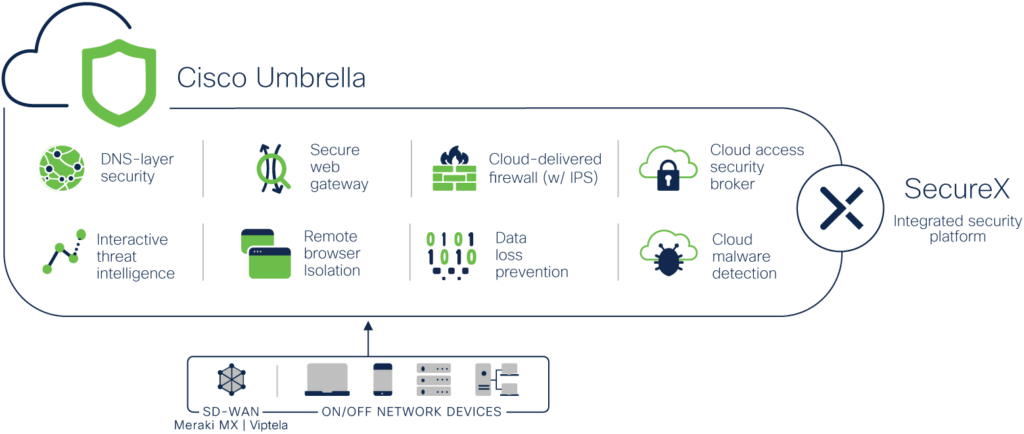 Cisco Umbrella
DNS-layer
security
Secure
web
gateway
Cloud-delivered
firewall (w/ IPS)
Cloud access
security
broker
SecureX
Integrated security
platform
Interactive
threat
intelligence
Remote
browser
Isolation
0101
1010
Data
loss
prevention
Cloud
malware
detection
SD-WAN
Meraki MX | Viptela
ON/OFF NETWORK DEVICES